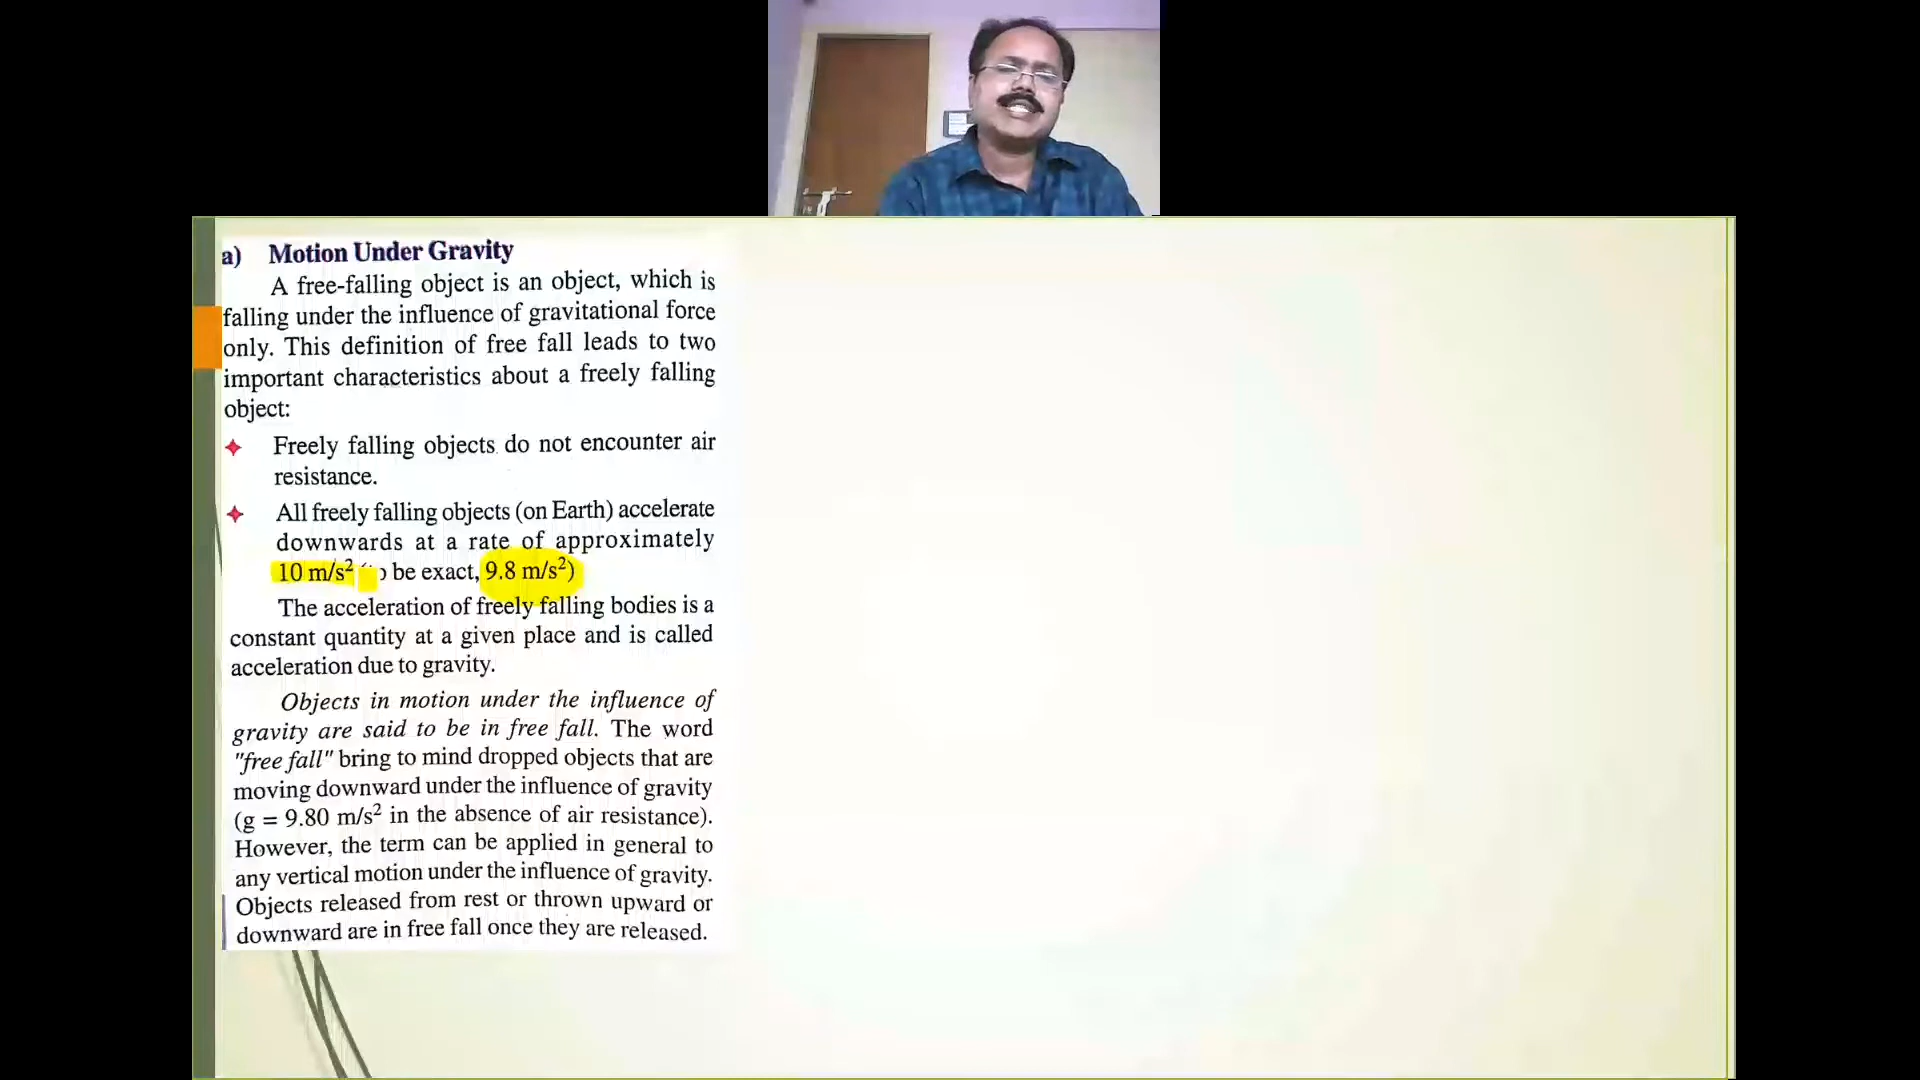 a) Motion Under Gravity
A free-falling object is an object, which is
falling under the influence of gravitational force
only. This definition of free fall leads to two
important characteristics about a freely falling
object:
Freely falling objects do not encounter air
resistance.
All freely falling objects (on Earth) accelerate
downwards at a rate of approximately
10 m/s² be exact, 9.8 m/s²)
The acceleration of freely falling bodies is a
constant quantity at a given place and is called
acceleration due to gravity.
Objects in motion under the influence of
gravity are said to be in free fall. The word
"free fall" bring to mind dropped objects that are
moving downward under the influence of gravity
(g = 9.80 m/s² in the absence of air resistance).
However, the term can be applied in general to
any vertical motion under the influence of gravity.
Objects released from rest or thrown upward or
downward are in free fall once they are released.